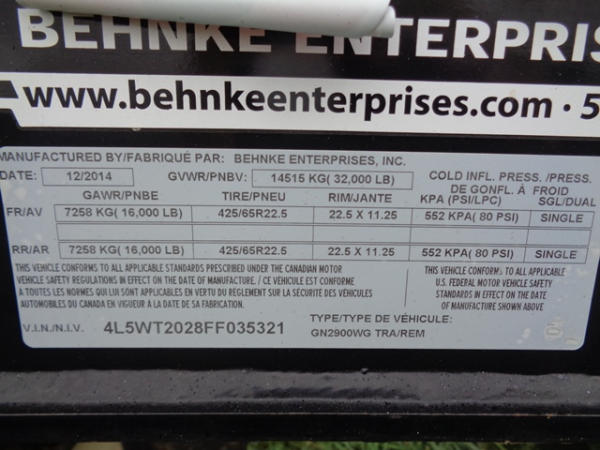 BEHNKE ENTERPRIS
www.behnkeenterprises.com • 5
MANUFACTURED BY/FABRIQUÉ PAR: BEHNKE ENTERPRISES, INC.
DATE: 12/2014 GVWR/PNBV: 14515 KG( 32,000 LB)
COLD INFL. PRESS. /PRESS.
DE GONFL. À FROID
GAWR/PNBE TIRE/PNEU RIM/JANTE KPA (PSI/LPC) SGL/DUAL
FR/AV 7258 KG( 16,000 LB) 425/65R22.5 22.5 X 11.25 552 KPA( 80 PSI) SINGLE
RR/AR 7258 KG( 16,000 LB) 425/65R22.5 22.5 X 11.25 552 KPA( 80 PSI) SINGLE
THIS VEHICLE CONFORMS TO ALL APPLICABLE STANDARDS PRESCRIBED UNDER THE CANADIAN MOTOR
VEHICLE SAFETY REGULATIONS IN EFFECT ON THE DATE OF MANUFACTURE. / CE VÉHICULE EST CONFORME
À TOUTES LES NORMES QUI LUI SONT APPLICABLES EN VERTU DU RÈGLEMENT SUR LA SÉCURITÉ DES VÉHICULES
AUTOMOBILES DU CANADA EN VIGUEUR À LA DATE DE SA FABRICATION.
THIS VEHICLE CONFORMS TO ALL APPLICABLE
U.S. FEDERAL MOTOR VEHICLE SAFETY
STANDARDS IN EFFECT ON THE DATE
OF MANUFACTURE SHOWN ABOVE.
V.I.N./N.I.V. 4L5WT2028FF035321
TYPE/TYPE DE VÉHICULE:
GN2900WG TRA/REM